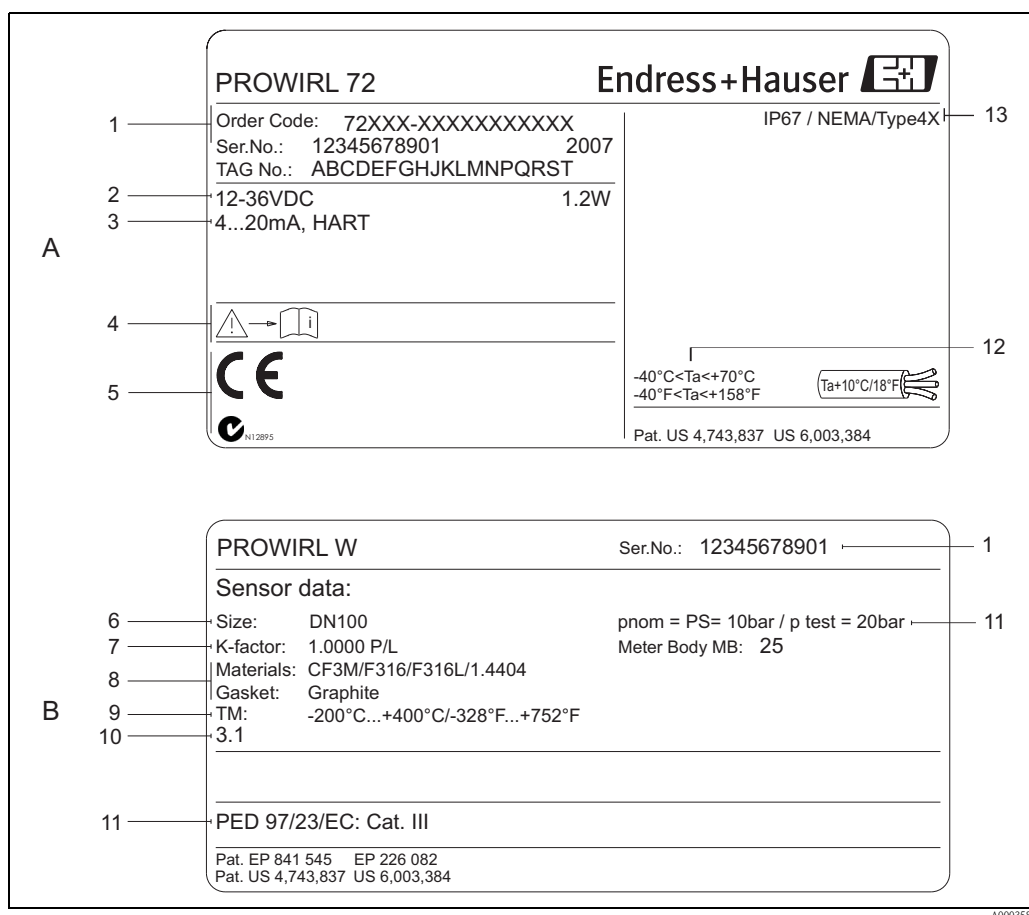 PROWIRL 72 Endress+Hauser E+H
1 Order Code: 72XXX-XXXXXXXXXXX IP67 / NEMA/Type4X 13
Ser.No.: 12345678901 2007
TAG No.: ABCDEFGHJKLMNPQRST
2 12-36VDC 1.2W
3 4...20mA, HART
A
4 i
12
5 CE -40°C<Ta<+70°C Ta+10°C/18°F
-40°F<Ta<+158°F
N12895 Pat. US 4,743,837 US 6,003,384
PROWIRL W Ser.No.: 12345678901 1
Sensor data:
6 Size: DN100 pnom = PS= 10bar / p test = 20bar 11
7 K-factor: 1.0000 P/L Meter Body MB: 25
8 Materials: CF3M/F316/F316L/1.4404
Gasket: Graphite
B 9 TM: -200°C...+400°C/-328°F...+752°F
10 3.1
11 PED 97/23/EC: Cat. III
Pat. EP 841 545 EP 226 082
Pat. US 4,743,837 US 6,003,384